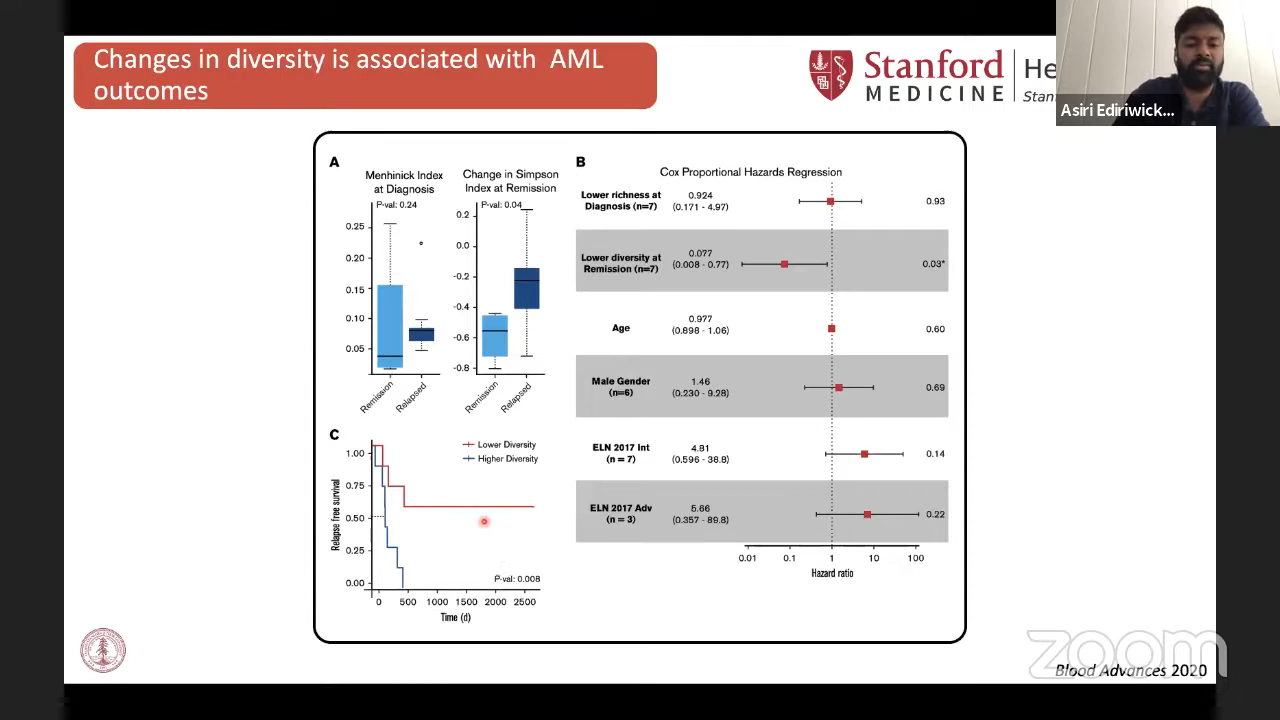 Changes in diversity is associated with AML
outcomes
Stanford
MEDICINE
He
Stanf
Asiri Ediriwick...
A
Menhinick Index
at Diagnosis
P-val: 0.24
0.25
0.20
0.15
0.10
0.05
Remission
Relapsed
Change in Simpson
Index at Remission
P-val: 0.04
0.2
0.0
-0.2
-0.4
-0.6
-0.8
Remission
Relapsed
B
Cox Proportional Hazards Regression
Lower richness at
Diagnosis (n=7)
0.924
(0.171 - 4.97)
0.93
Lower diversity at
Remission (n=7)
0.077
(0.008 - 0.77)
0.03*
Age
0.977
(0.898 - 1.06)
0.60
Male Gender
(n=6)
1.46
(0.230 - 9.28)
0.69
ELN 2017 Int
(n = 7)
4.81
(0.596 - 38.8)
0.14
ELN 2017 Adv
(n = 3)
5.66
(0.357 - 89.8)
0.22
0.01 0.1 1 10 100
Hazard ratio
C
Lower Diversity
Higher Diversity
Relapse free survival
1.00
0.75
0.50
0.25
0.00
P-val: 0.008
0 500 1000 1500 2000 2500
Time (d)
zoom
Blood Advances 2020